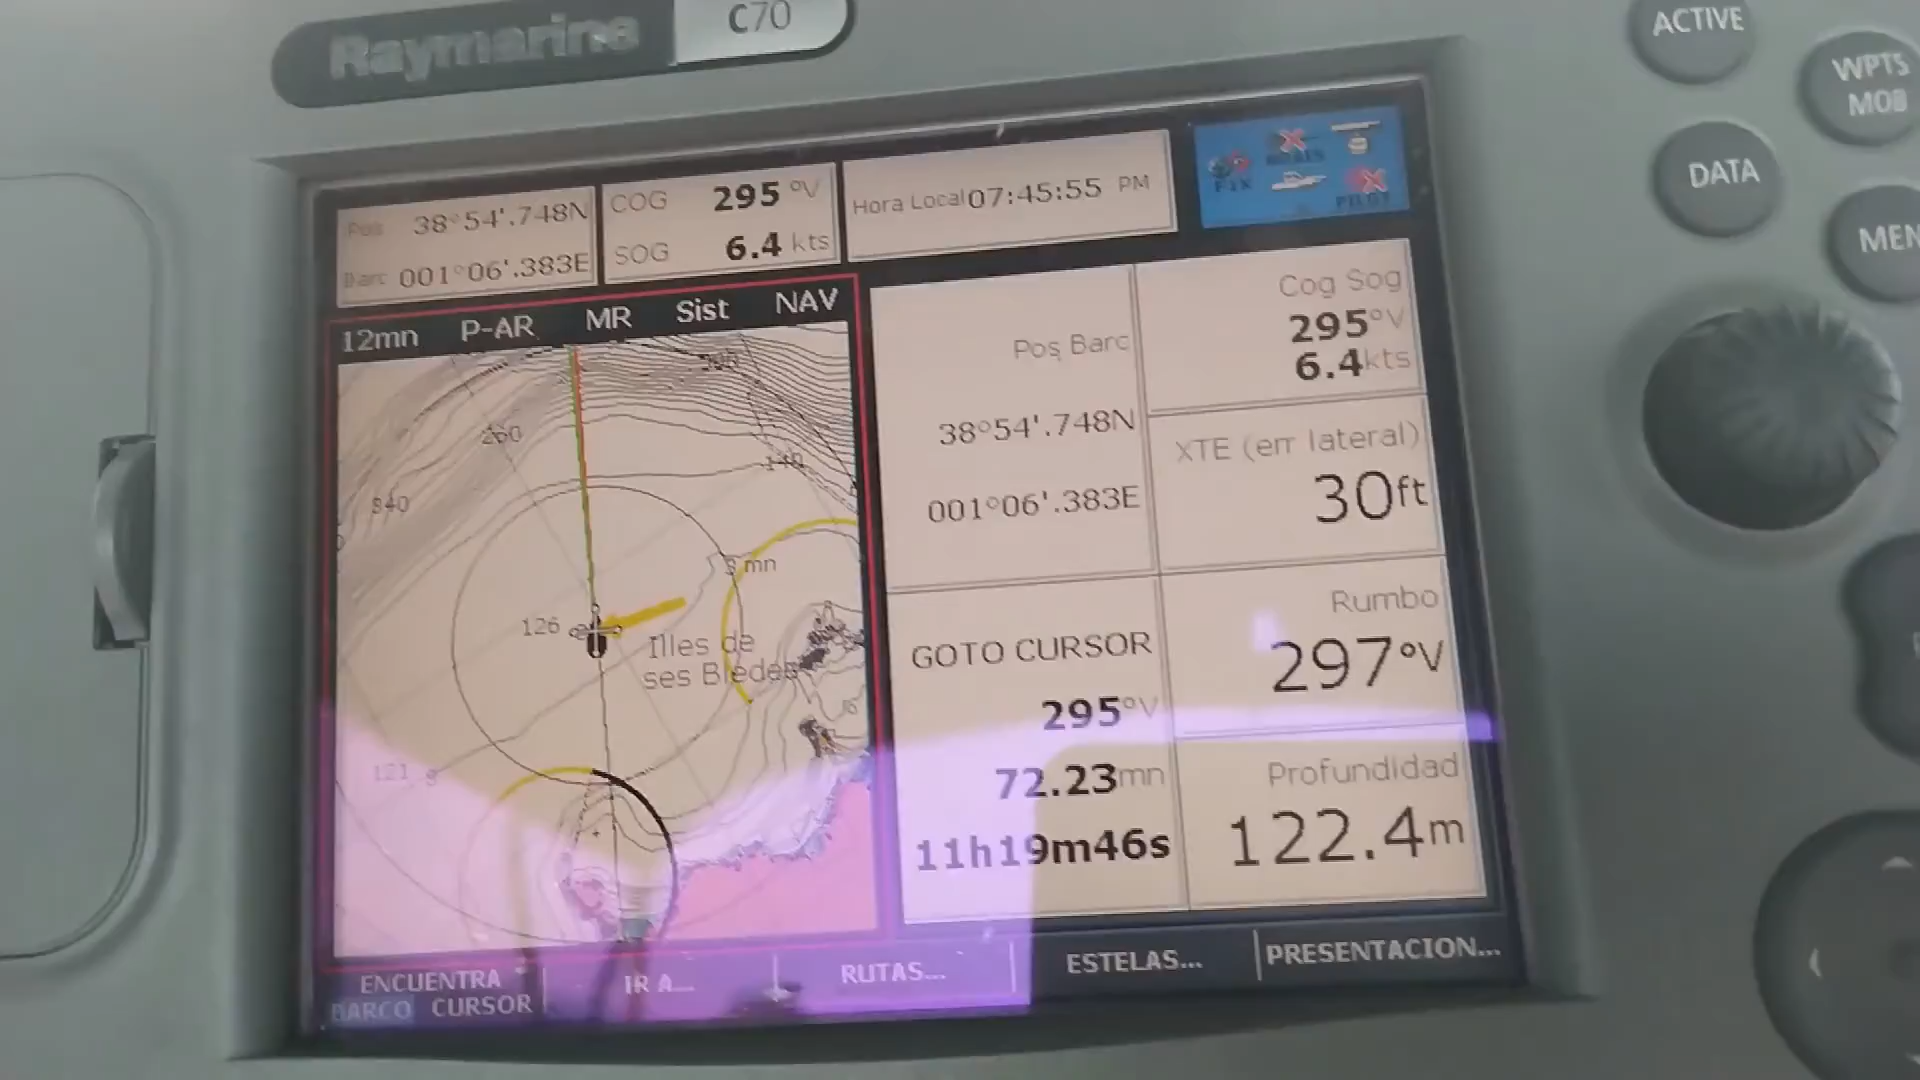 Raymarine C70
ACTIVE
WPTS
MOB
DATA
MEN
Pos 38°54'.748N
Barc 001°06'.383E
COG 295 °V
SOG 6.4 kts
Hora Local 07:45:55 PM
PILOT
12mn P-AR MR Sist NAV
260
340
140
3 mn
126
Illes de
ses Bledes
Pos Barc
38°54'.748N
001°06'.383E
Cog Sog
295°V
6.4kts
XTE (err lateral)
30ft
GOTO CURSOR
295°V
72.23mn
11h19m46s
Rumbo
297°V
Profundidad
122.4m
ENCUENTRA
BARCO CURSOR
IR A...
RUTAS...
ESTELAS...
PRESENTACION...